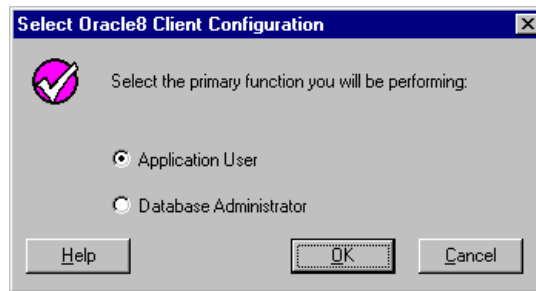 Select Oracle8 Client Configuration
Select the primary function you will be performing:
Application User
Database Administrator
Help OK Cancel